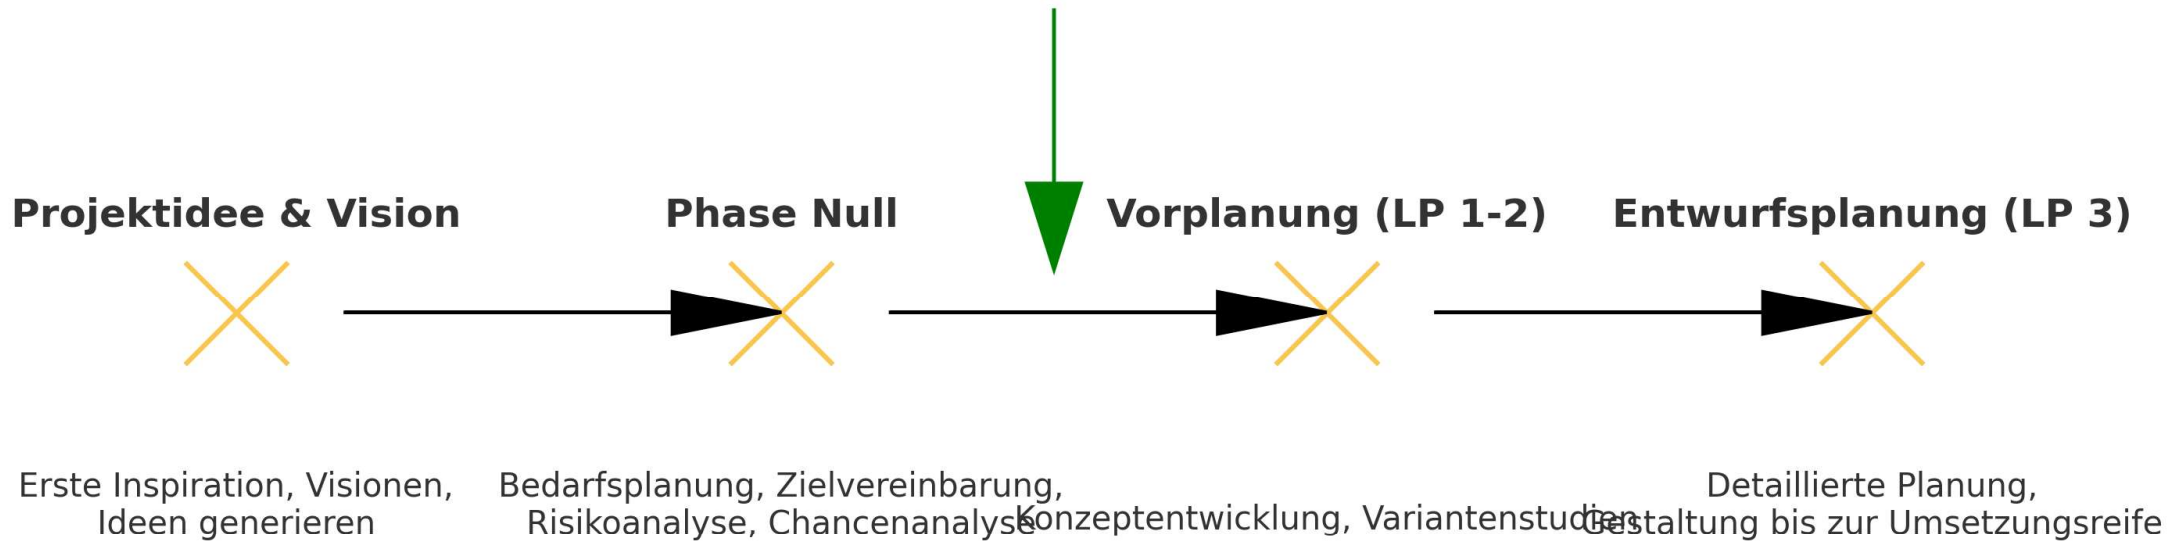 Projektidee & Vision
Phase Null
Vorplanung (LP 1-2)
Entwurfsplanung (LP 3)
Erste Inspiration, Visionen,
Ideen generieren
Bedarfsplanung, Zielvereinbarung,
Risikoanalyse, Chancenanalyse
Konzeptentwicklung, Variantenstudien
Detaillierte Planung,
Gestaltung bis zur Umsetzungsreife